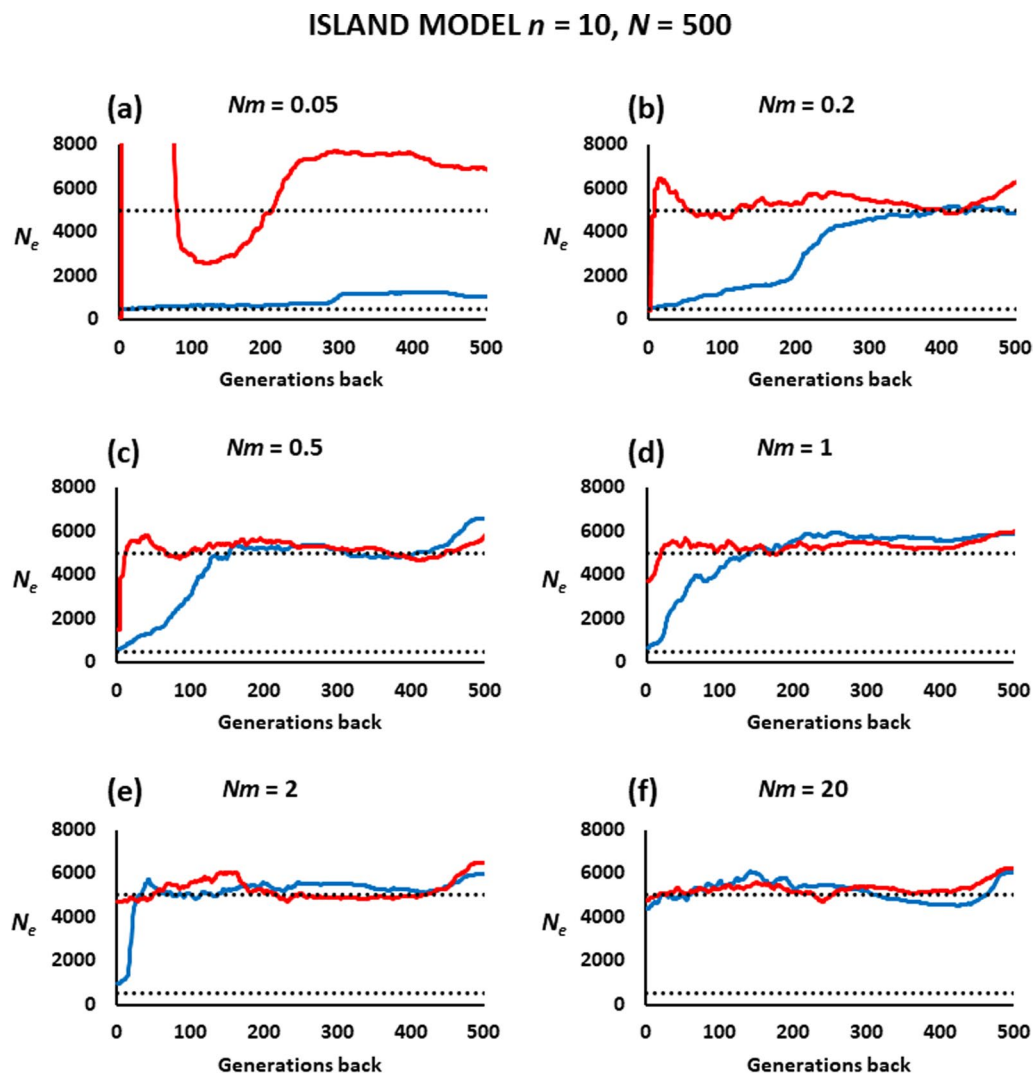 ISLAND MODEL n = 10, N = 500
(a) Nm = 0.05
8000
6000
4000
2000
0
Ne
0 100 200 300 400 500
Generations back
(b) Nm = 0.2
8000
6000
4000
2000
0
Ne
0 100 200 300 400 500
Generations back
(c) Nm = 0.5
8000
6000
4000
2000
0
Ne
0 100 200 300 400 500
Generations back
(d) Nm = 1
8000
6000
4000
2000
0
Ne
0 100 200 300 400 500
Generations back
(e) Nm = 2
8000
6000
4000
2000
0
Ne
0 100 200 300 400 500
Generations back
(f) Nm = 20
8000
6000
4000
2000
0
Ne
0 100 200 300 400 500
Generations back